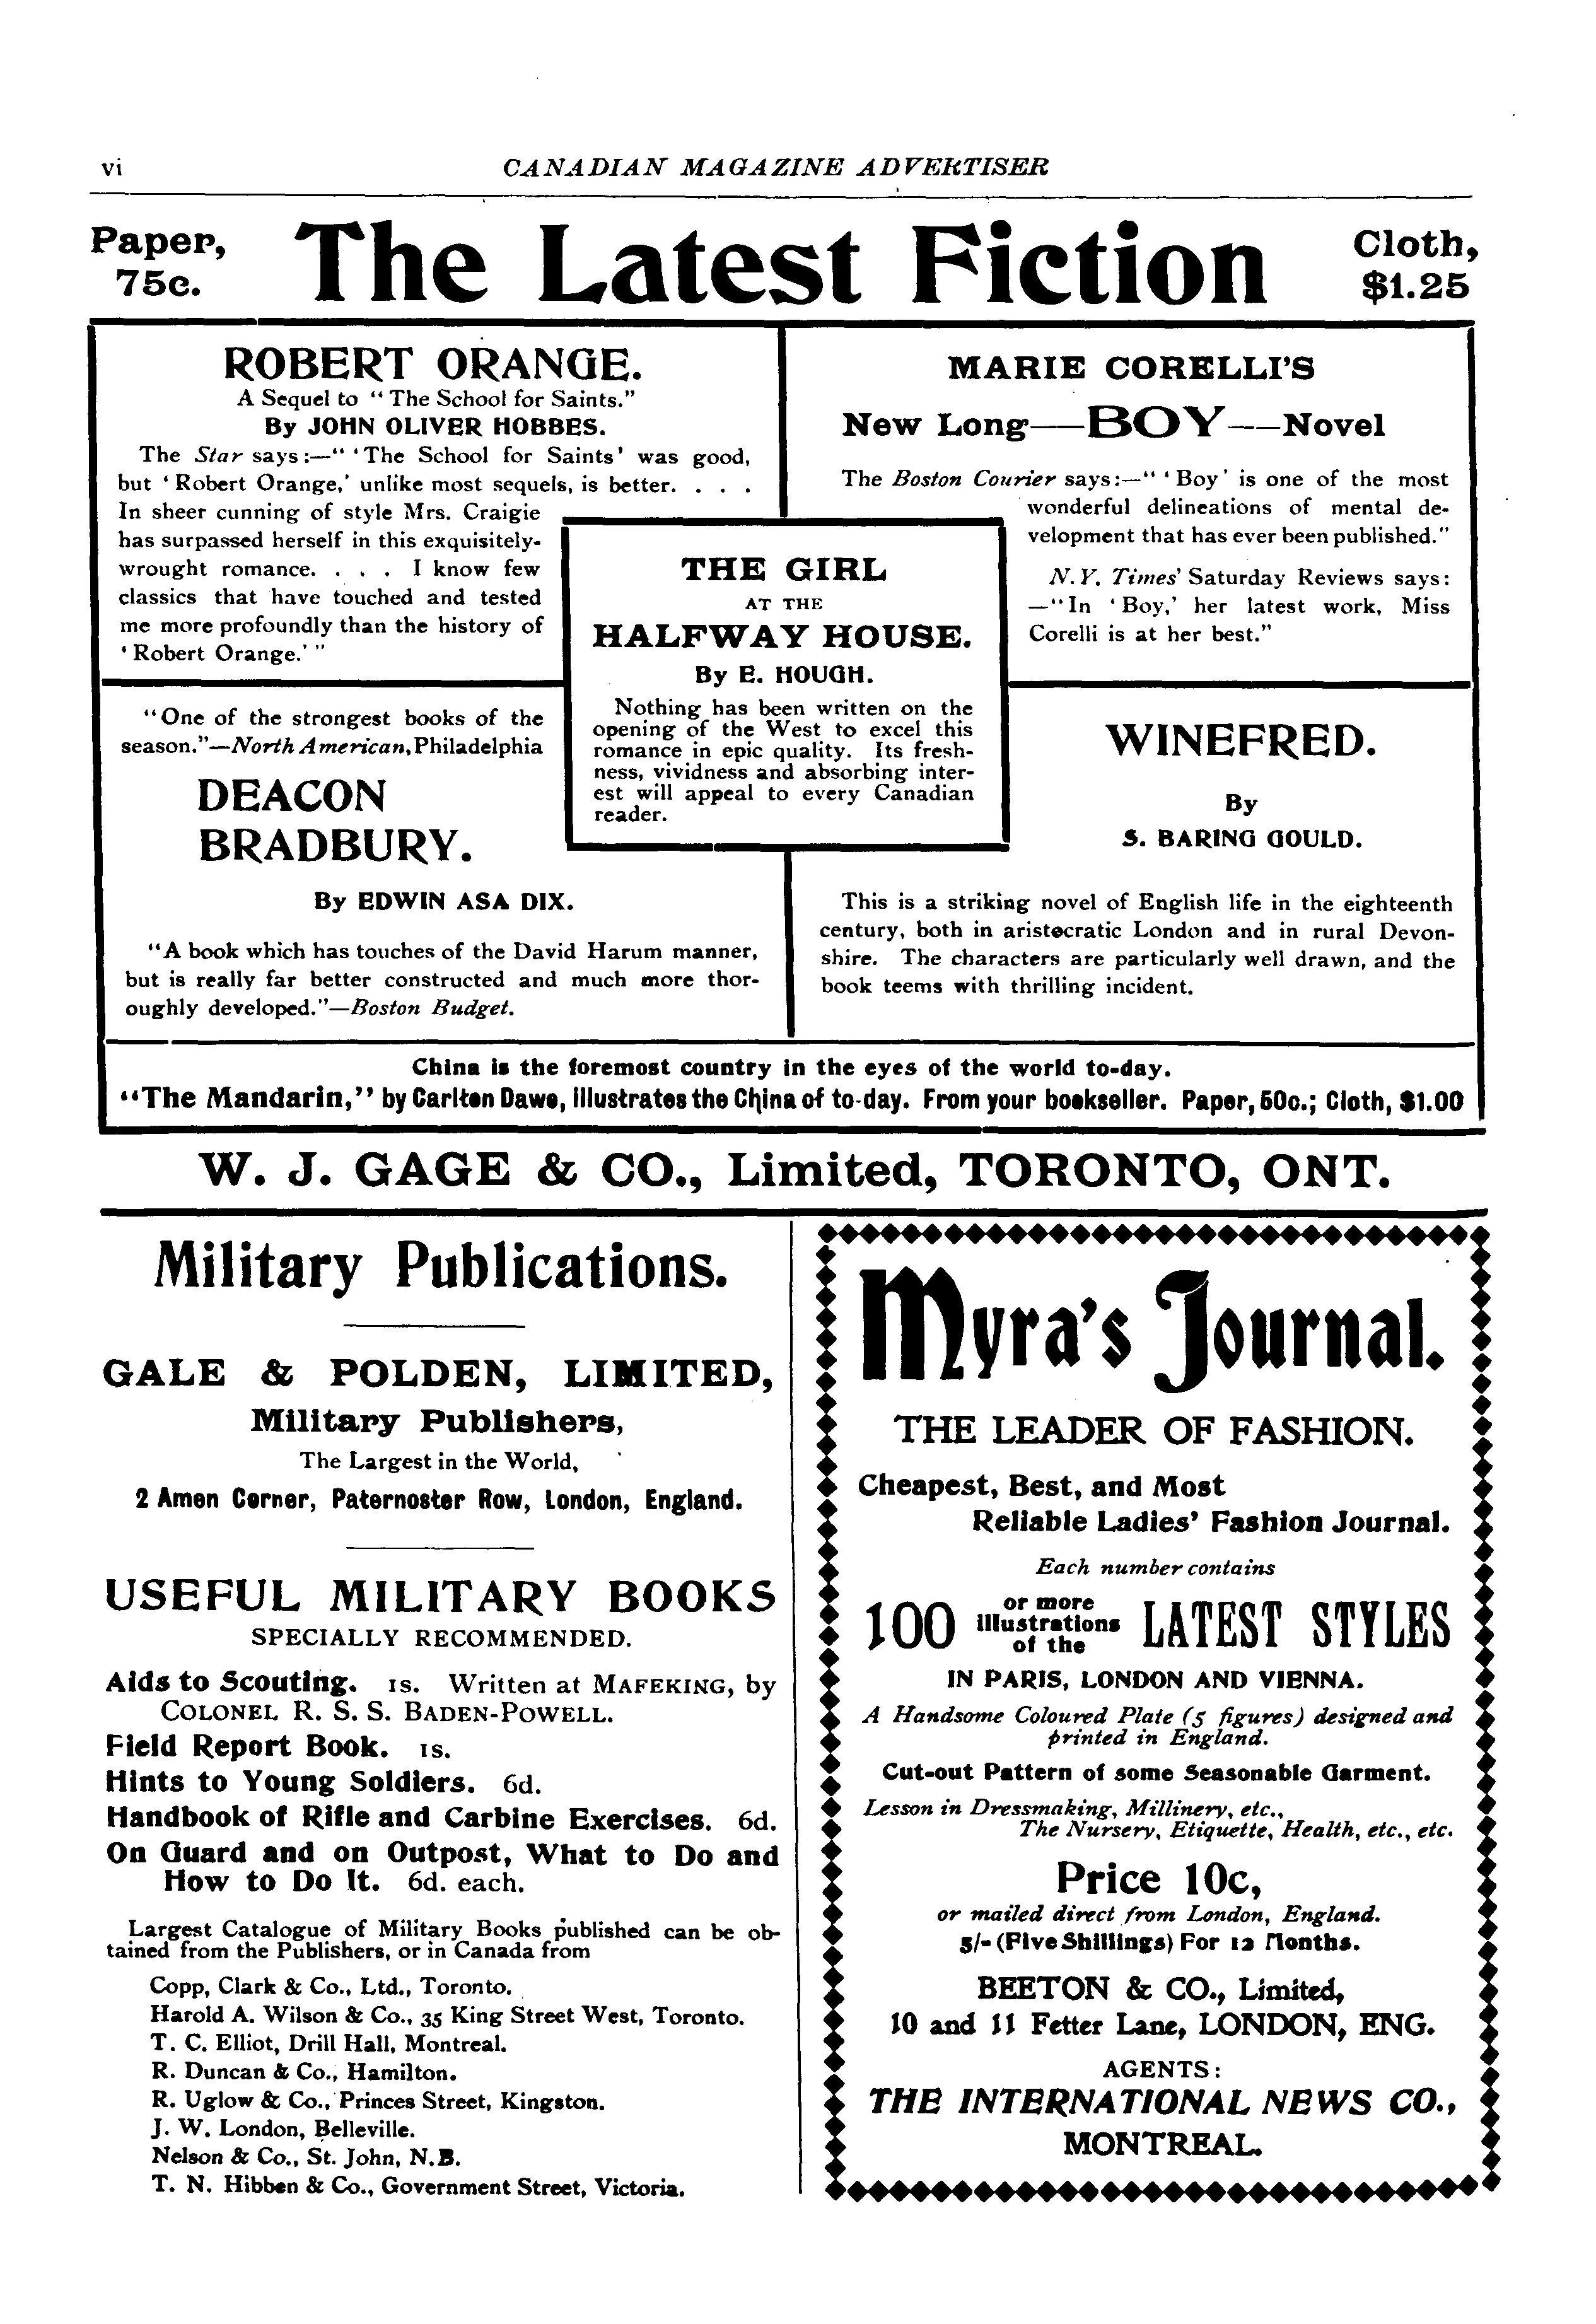 vi
CANADIAN MAGAZINE ADVERTISER
Paper,
75c.
The Latest Fiction
Cloth,
$1.25
ROBERT ORANGE.
A Sequel to "The School for Saints."
By JOHN OLIVER HOBBES.
The Star says:—" 'The School for Saints' was good,
but 'Robert Orange,' unlike most sequels, is better. . . .
In sheer cunning of style Mrs. Craigie
has surpassed herself in this exquisitely-
wrought romance. . . . I know few
classics that have touched and tested
me more profoundly than the history of
'Robert Orange.' "
MARIE CORELLI'S
New Long—BOY—Novel
The Boston Courier says:—" 'Boy' is one of the most
wonderful delineations of mental de-
velopment that has ever been published."
N.Y. Times' Saturday Reviews says:
—"In 'Boy,' her latest work, Miss
Corelli is at her best."
THE GIRL
AT THE
HALFWAY HOUSE.
By E. HOUGH.
Nothing has been written on the
opening of the West to excel this
romance in epic quality. Its fresh-
ness, vividness and absorbing inter-
est will appeal to every Canadian
reader.
"One of the strongest books of the
season."—North American, Philadelphia
DEACON
BRADBURY.
By EDWIN ASA DIX.
"A book which has touches of the David Harum manner,
but is really far better constructed and much more thor-
oughly developed."—Boston Budget.
WINEFRED.
By
S. BARING GOULD.
This is a striking novel of English life in the eighteenth
century, both in aristocratic London and in rural Devon-
shire. The characters are particularly well drawn, and the
book teems with thrilling incident.
China is the foremost country in the eyes of the world to-day.
"The Mandarin," by Carlton Dawe, illustrates the China of to-day. From your bookseller. Paper, 50c.; Cloth, $1.00
W. J. GAGE & CO., Limited, TORONTO, ONT.
Military Publications.
GALE & POLDEN, LIMITED,
Military Publishers,
The Largest in the World,
2 Amen Corner, Paternoster Row, London, England.
USEFUL MILITARY BOOKS
SPECIALLY RECOMMENDED.
Aids to Scouting. 1s. Written at MAFEKING, by
COLONEL R. S. S. BADEN-POWELL.
Field Report Book. 1s.
Hints to Young Soldiers. 6d.
Handbook of Rifle and Carbine Exercises. 6d.
On Guard and on Outpost, What to Do and
How to Do It. 6d. each.
Largest Catalogue of Military Books published can be ob-
tained from the Publishers, or in Canada from
Copp, Clark & Co., Ltd., Toronto.
Harold A. Wilson & Co., 35 King Street West, Toronto.
T. C. Elliot, Drill Hall, Montreal.
R. Duncan & Co., Hamilton.
R. Uglow & Co., Princes Street, Kingston.
J. W. London, Belleville.
Nelson & Co., St. John, N.B.
T. N. Hibben & Co., Government Street, Victoria.
Myra's Journal.
THE LEADER OF FASHION.
Cheapest, Best, and Most
Reliable Ladies' Fashion Journal.
Each number contains
100 or more illustrations of the LATEST STYLES
IN PARIS, LONDON AND VIENNA.
A Handsome Coloured Plate (5 figures) designed and
printed in England.
Cut-out Pattern of some Seasonable Garment.
Lesson in Dressmaking, Millinery, etc.,
The Nursery, Etiquette, Health, etc., etc.
Price 10c,
or mailed direct from London, England.
5/- (Five Shillings) For 12 Months.
BEETON & CO., Limited,
10 and 11 Fetter Lane, LONDON, ENG.
AGENTS:
THE INTERNATIONAL NEWS CO.,
MONTREAL.